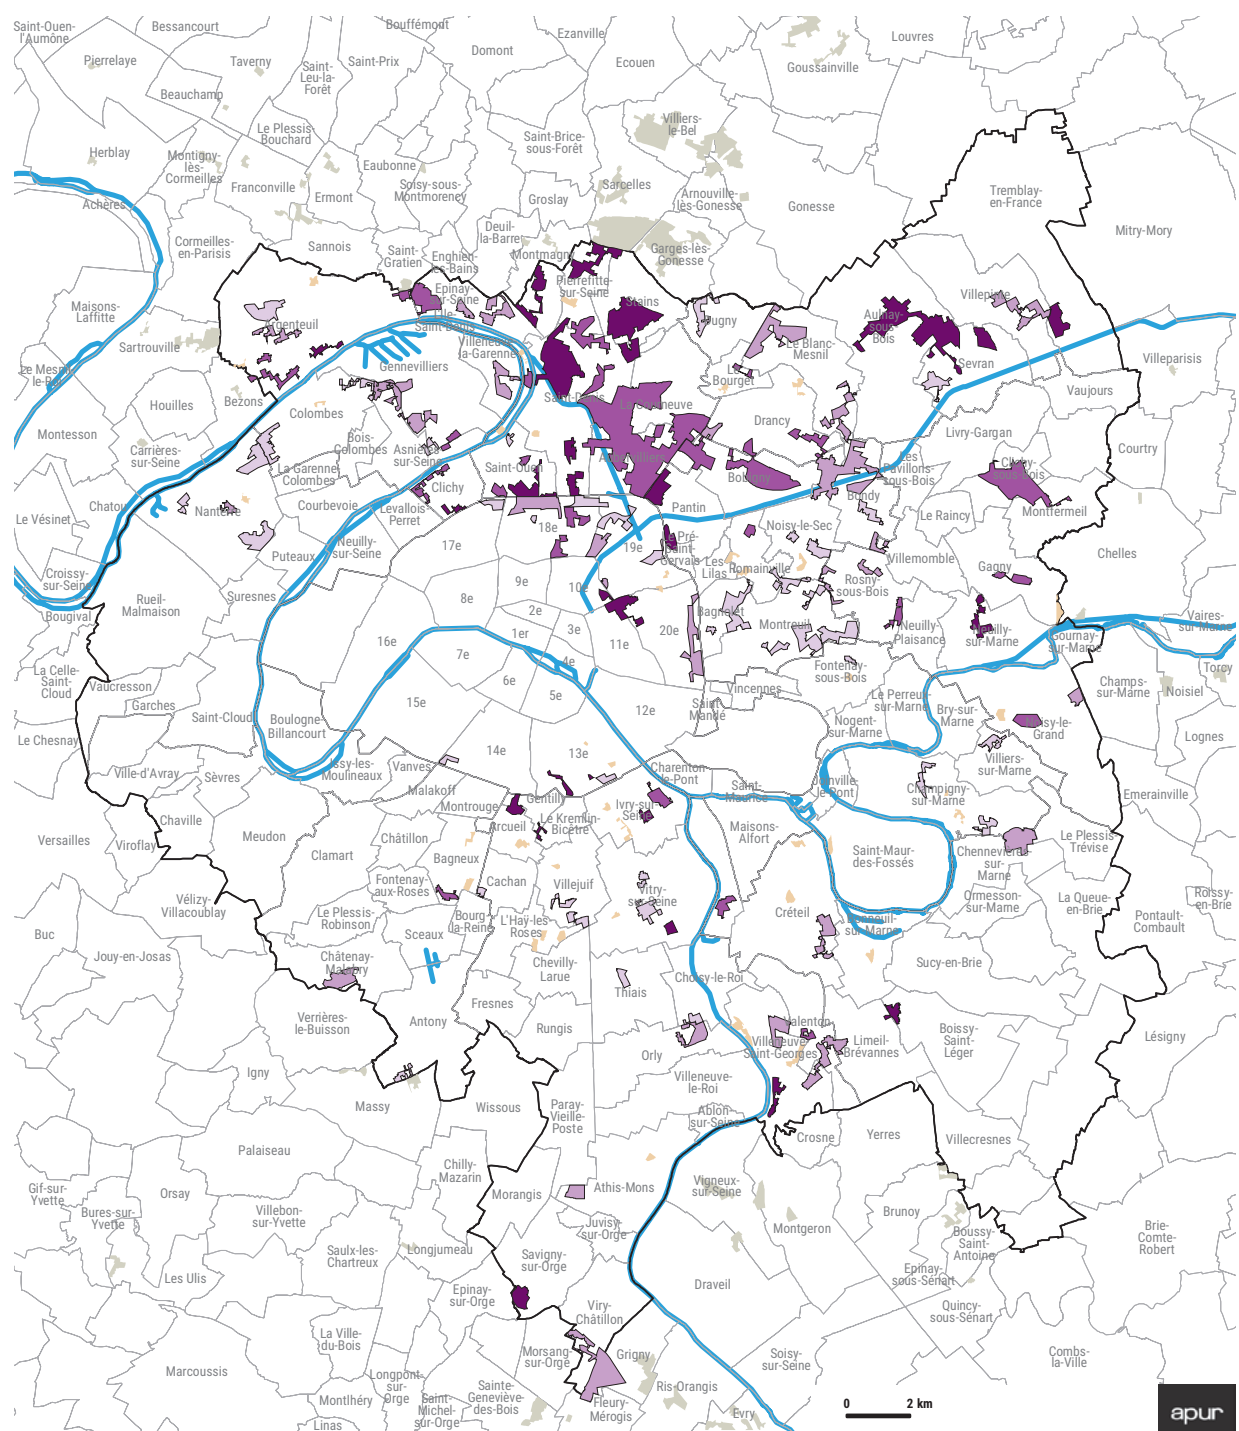 Saint-Ouen-
l'Aumône
Bessancourt
Bouffémont
Ezanville
Louvres
Pierrelaye
Taverny
Saint-
Leu-la-
Forêt
Saint-Prix
Domont
Ecouen
Goussainville
Beauchamp
Le Plessis-
Bouchard
Villiers-
le-Bel
Herblay
Montigny-
lès-
Cormeilles
Eaubonne
Saint-Brice-
sous-Forêt
Franconville
Ermont
Soisy-sous-
Montmorency
Groslay
Sarcelles
Arnouville-
lès-Gonesse
Gonesse
Tremblay-
en-France
Achères
Mitry-Mory
Cormeilles-
en-Parisis
Sannois
Saint-
Gratien
Enghien-
les-Bains
Deuil-
la-Barre
Montmagny
Garges-lès-
Gonesse
Maisons-
Laffitte
Epinay-
sur-Seine
Pierrefitte-
sur-Seine
Stains
Villepinte
Argenteuil
L'Ile-
Saint-Denis
Dugny
Aulnay-
sous-
Bois
Sartrouville
Villeneuve-
la-Garenne
Le Blanc-
Mesnil
Sevran
Villeparisis
Le Mesnil-
le-Roi
Gennevilliers
Bourget
Vaujours
Houilles
Bezons
Colombes
Saint-Denis
La Courneuve
Drancy
Montesson
Carrières-
sur-Seine
Bois-
Colombes
Asnières-
sur-Seine
Livry-Gargan
Courtry
La Garenne-
Colombes
Saint-Ouen
Aubervilliers
Bobigny
Les
Pavillons-
sous-Bois
Clichy-
sous-Bois
Clichy
Bondy
Chatou
Nanterre
Courbevoie
Levallois-
Perret
Pantin
Montfermeil
Le Vésinet
Le Raincy
Puteaux
Neuilly-
sur-Seine
17e
18e
19e
Le Pré-
Saint-
Gervais
Noisy-le-Sec
Les
Lilas
Romainville
Villemomble
Chelles
Croissy-
sur-Seine
Gagny
Rosny-
sous-Bois
Bougival
Rueil-
Malmaison
Suresnes
8e
9e
10e
2e
3e
1er
4e
11e
20e
Bagnolet
Montreuil
Neuilly-
Plaisance
Neuilly-
sur-Marne
Vaires-
sur-Marne
Gournay-
sur-Marne
16e
7e
6e
5e
Fontenay-
sous-Bois
Torcy
La Celle-
Saint-
Cloud
Vaucresson
Garches
Saint-Cloud
Boulogne-
Billancourt
15e
12e
Vincennes
Saint-
Mandé
Nogent-
sur-Marne
Le Perreux-
sur-Marne
Bry-sur-
Marne
Champs-
sur-Marne
Noisiel
Noisy-le-
Grand
Lognes
Le Chesnay
Ville-d'Avray
Sèvres
Issy-les-
Moulineaux
Vanves
14e
13e
Charenton-
le-Pont
Saint-
Maurice
Joinville-
le-Pont
Villiers-
sur-Marne
Champigny-
sur-Marne
Emerainville
Malakoff
Montrouge
Gentilly
Ivry-sur-
Seine
Chaville
Arcueil
Le Kremlin-
Bicêtre
Maisons-
Alfort
Versailles
Viroflay
Meudon
Clamart
Châtillon
Bagneux
Saint-Maur-
des-Fossés
Chennevières-
sur-
Marne
Le Plessis-
Trévise
Fontenay-
aux-Roses
Cachan
Villejuif
Vitry-
sur-Seine
Vélizy-
Villacoublay
Ormesson-
sur-Marne
La Queue-
en-Brie
Roissy-
en-Brie
Le Plessis-
Robinson
Sceaux
Bourg-
la-Reine
L'Haÿ-les-
Roses
Créteil
Bonneuil-
sur-Marne
Pontault-
Combault
Buc
Jouy-en-Josas
Châtenay-
Malabry
Chevilly-
Larue
Choisy-le-Roi
Sucy-en-Brie
Thiais
Verrières-
le-Buisson
Antony
Fresnes
Rungis
Valenton
Villeneuve-
Saint-Georges
Limeil-
Brévannes
Boissy-
Saint-
Léger
Lésigny
Orly
Igny
Massy
Villeneuve-
le-Roi
Wissous
Paray-
Vieille-
Poste
Ablon-
sur-Seine
Crosne
Yerres
Villecresnes
Palaiseau
Chilly-
Mazarin
Gif-sur-
Yvette
Orsay
Morangis
Athis-Mons
Vigneux-
sur-Seine
Bures-sur-
Yvette
Villebon-
sur-Yvette
Juvisy-
sur-Orge
Montgeron
Brunoy
Boussy-
Saint-
Antoine
Brie-
Comte-
Robert
Saulx-les-
Chartreux
Longjumeau
Savigny-
sur-Orge
Les Ulis
Epinay-
sur-Orge
Draveil
Epinay-
sous-Sénart
Viry-
Châtillon
Quincy-
sous-Sénart
La Ville-
du-Bois
Morsang-
sur-Orge
Grigny
Soisy-
sur-Seine
Combs-
la-Ville
Marcoussis
Longpont-
sur-
Orge
Ris-Orangis
Montlhéry
Saint-
Michel-
sur-Orge
Sainte-
Geneviève-
des-Bois
Fleury-
Mérogis
Linas
Evry
0 2 km
apur